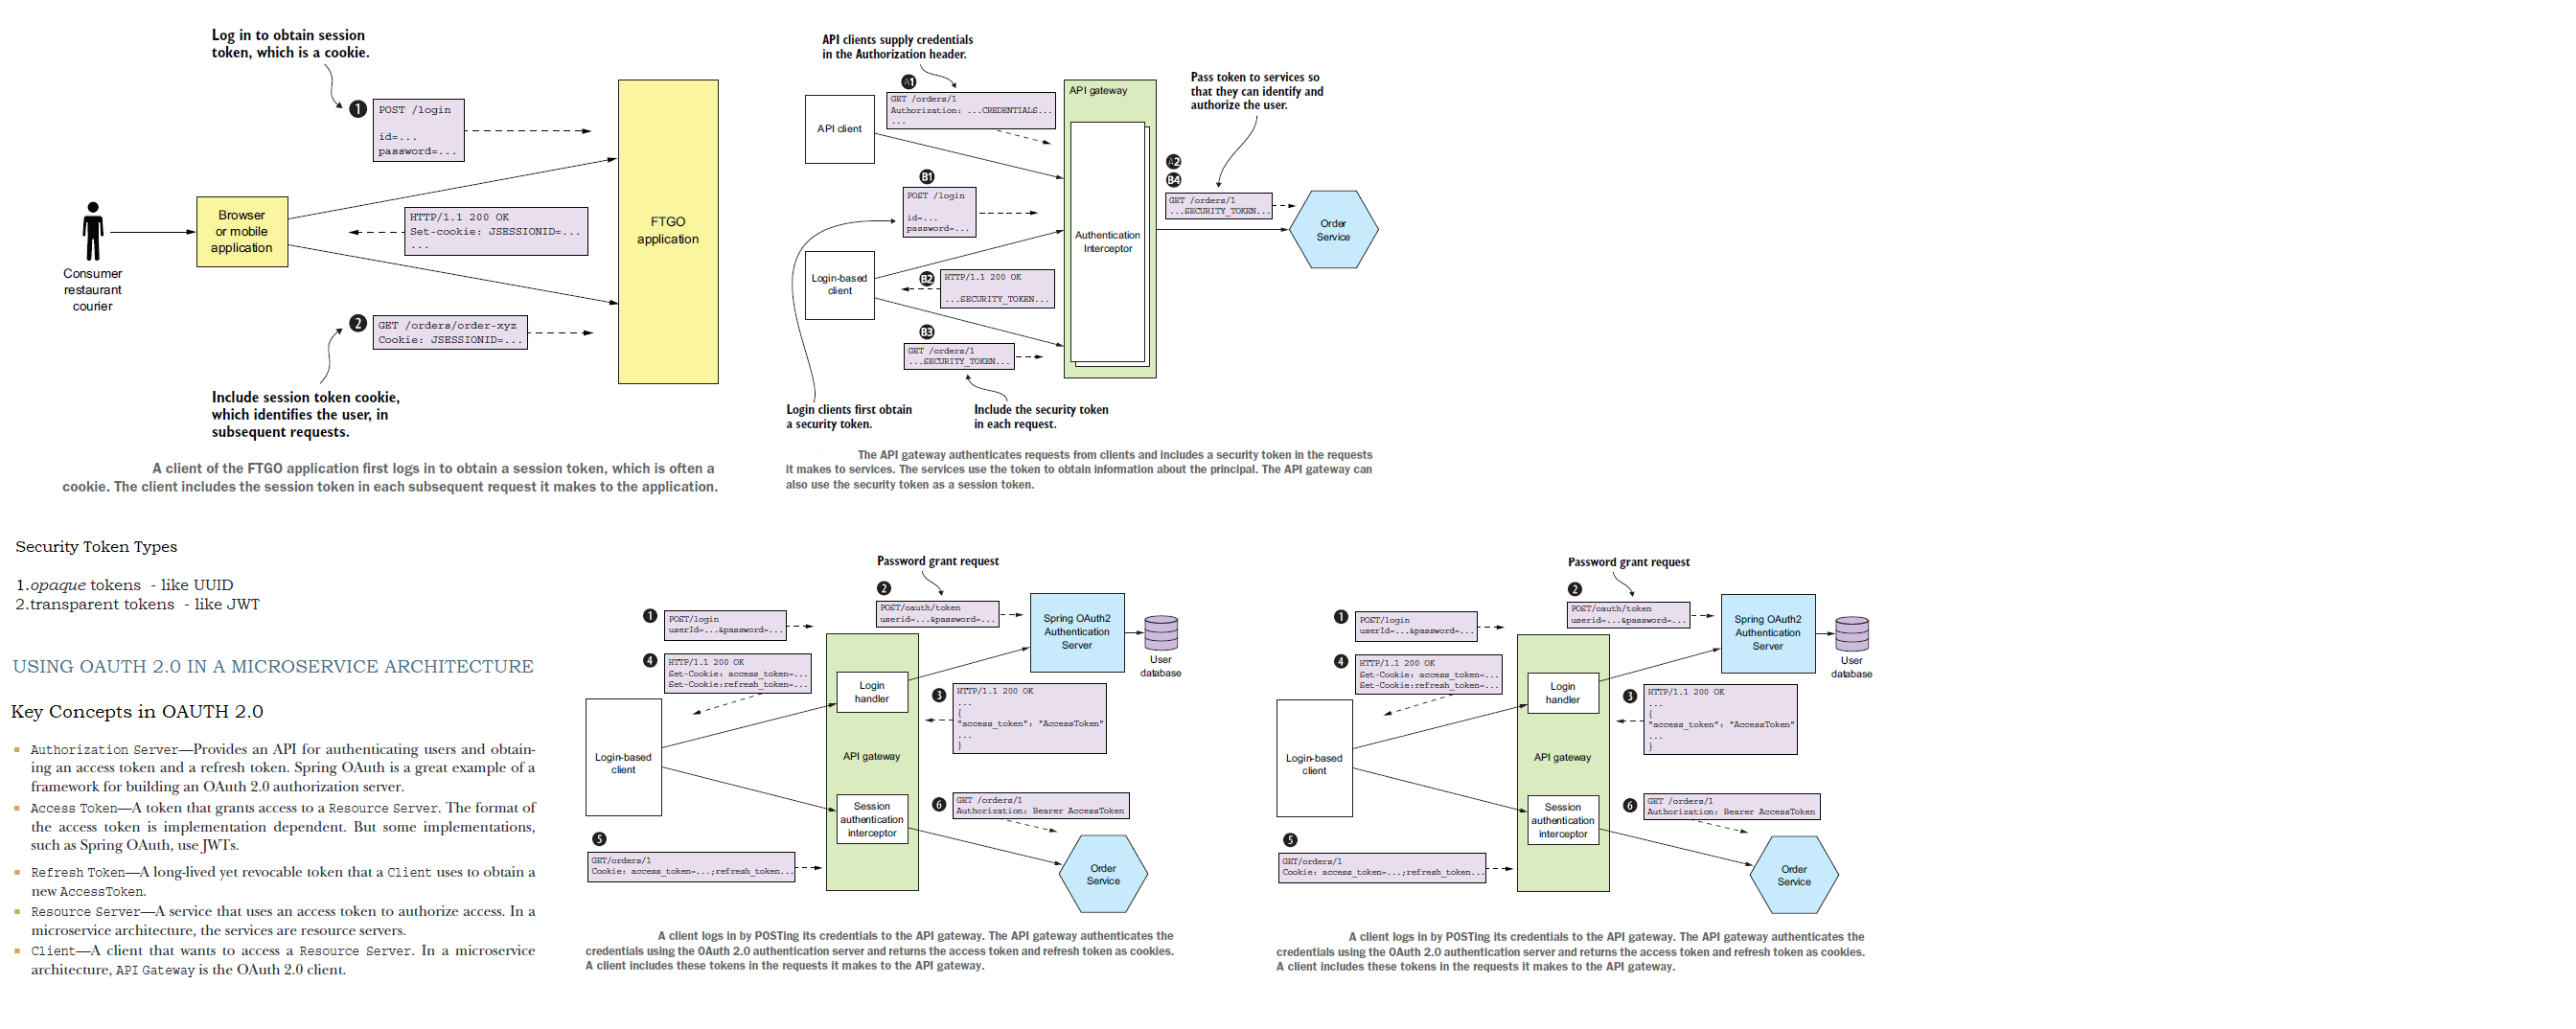 Log in to obtain session
token, which is a cookie.
1
POST /login
id=...
password=...
Browser
or mobile
application
HTTP/1.1 200 OK
Set-cookie: JSESSIONID=...
...
FTGO
application
Consumer
restaurant
courier
2
GET /orders/order-xyz
Cookie: JSESSIONID=...
Include session token cookie,
which identifies the user, in
subsequent requests.
A client of the FTGO application first logs in to obtain a session token, which is often a
cookie. The client includes the session token in each subsequent request it makes to the application.
API clients supply credentials
in the Authorization header.
A1
GET /orders/1
Authorization: ...CREDENTIALS...
...
API client
API gateway
Pass token to services so
that they can identify and
authorize the user.
B1
POST /login
id=...
password=...
Authentication
Interceptor
A2
B4
GET /orders/1
...SECURITY_TOKEN...
Order
Service
Login-based
client
B2
HTTP/1.1 200 OK
...SECURITY_TOKEN...
B3
GET /orders/1
...SECURITY_TOKEN...
Login clients first obtain
a security token.
Include the security token
in each request.
The API gateway authenticates requests from clients and includes a security token in the requests
it makes to services. The services use the token to obtain information about the principal. The API gateway can
also use the security token as a session token.
Security Token Types
1.opaque tokens - like UUID
2.transparent tokens - like JWT
USING OAUTH 2.0 IN A MICROSERVICE ARCHITECTURE
Key Concepts in OAUTH 2.0
Authorization Server—Provides an API for authenticating users and obtain-
ing an access token and a refresh token. Spring OAuth is a great example of a
framework for building an OAuth 2.0 authorization server.
Access Token—A token that grants access to a Resource Server. The format of
the access token is implementation dependent. But some implementations,
such as Spring OAuth, use JWTs.
Refresh Token—A long-lived yet revocable token that a Client uses to obtain a
new AccessToken.
Resource Server—A service that uses an access token to authorize access. In a
microservice architecture, the services are resource servers.
Client—A client that wants to access a Resource Server. In a microservice
architecture, API Gateway is the OAuth 2.0 client.
Password grant request
2
POST/oauth/token
userid=...&password=...
1
POST/login
userId=...&password=...
Spring OAuth2
Authentication
Server
User
database
4
HTTP/1.1 200 OK
Set-Cookie: access_token=...
Set-Cookie:refresh_token=...
Login
handler
3
HTTP/1.1 200 OK
...
{
"access_token": "AccessToken"
...
}
Login-based
client
API gateway
Session
authentication
interceptor
6
GET /orders/1
Authorization: Bearer AccessToken
5
GET/orders/1
Cookie: access_token=...;refresh_token...
Order
Service
A client logs in by POSTing its credentials to the API gateway. The API gateway authenticates the
credentials using the OAuth 2.0 authentication server and returns the access token and refresh token as cookies.
A client includes these tokens in the requests it makes to the API gateway.
Password grant request
2
POST/oauth/token
userid=...&password=...
1
POST/login
userId=...&password=...
Spring OAuth2
Authentication
Server
User
database
4
HTTP/1.1 200 OK
Set-Cookie: access_token=...
Set-Cookie:refresh_token=...
Login
handler
3
HTTP/1.1 200 OK
...
{
"access_token": "AccessToken"
...
}
Login-based
client
API gateway
Session
authentication
interceptor
6
GET /orders/1
Authorization: Bearer AccessToken
5
GET/orders/1
Cookie: access_token=...;refresh_token...
Order
Service
A client logs in by POSTing its credentials to the API gateway. The API gateway authenticates the
credentials using the OAuth 2.0 authentication server and returns the access token and refresh token as cookies.
A client includes these tokens in the requests it makes to the API gateway.